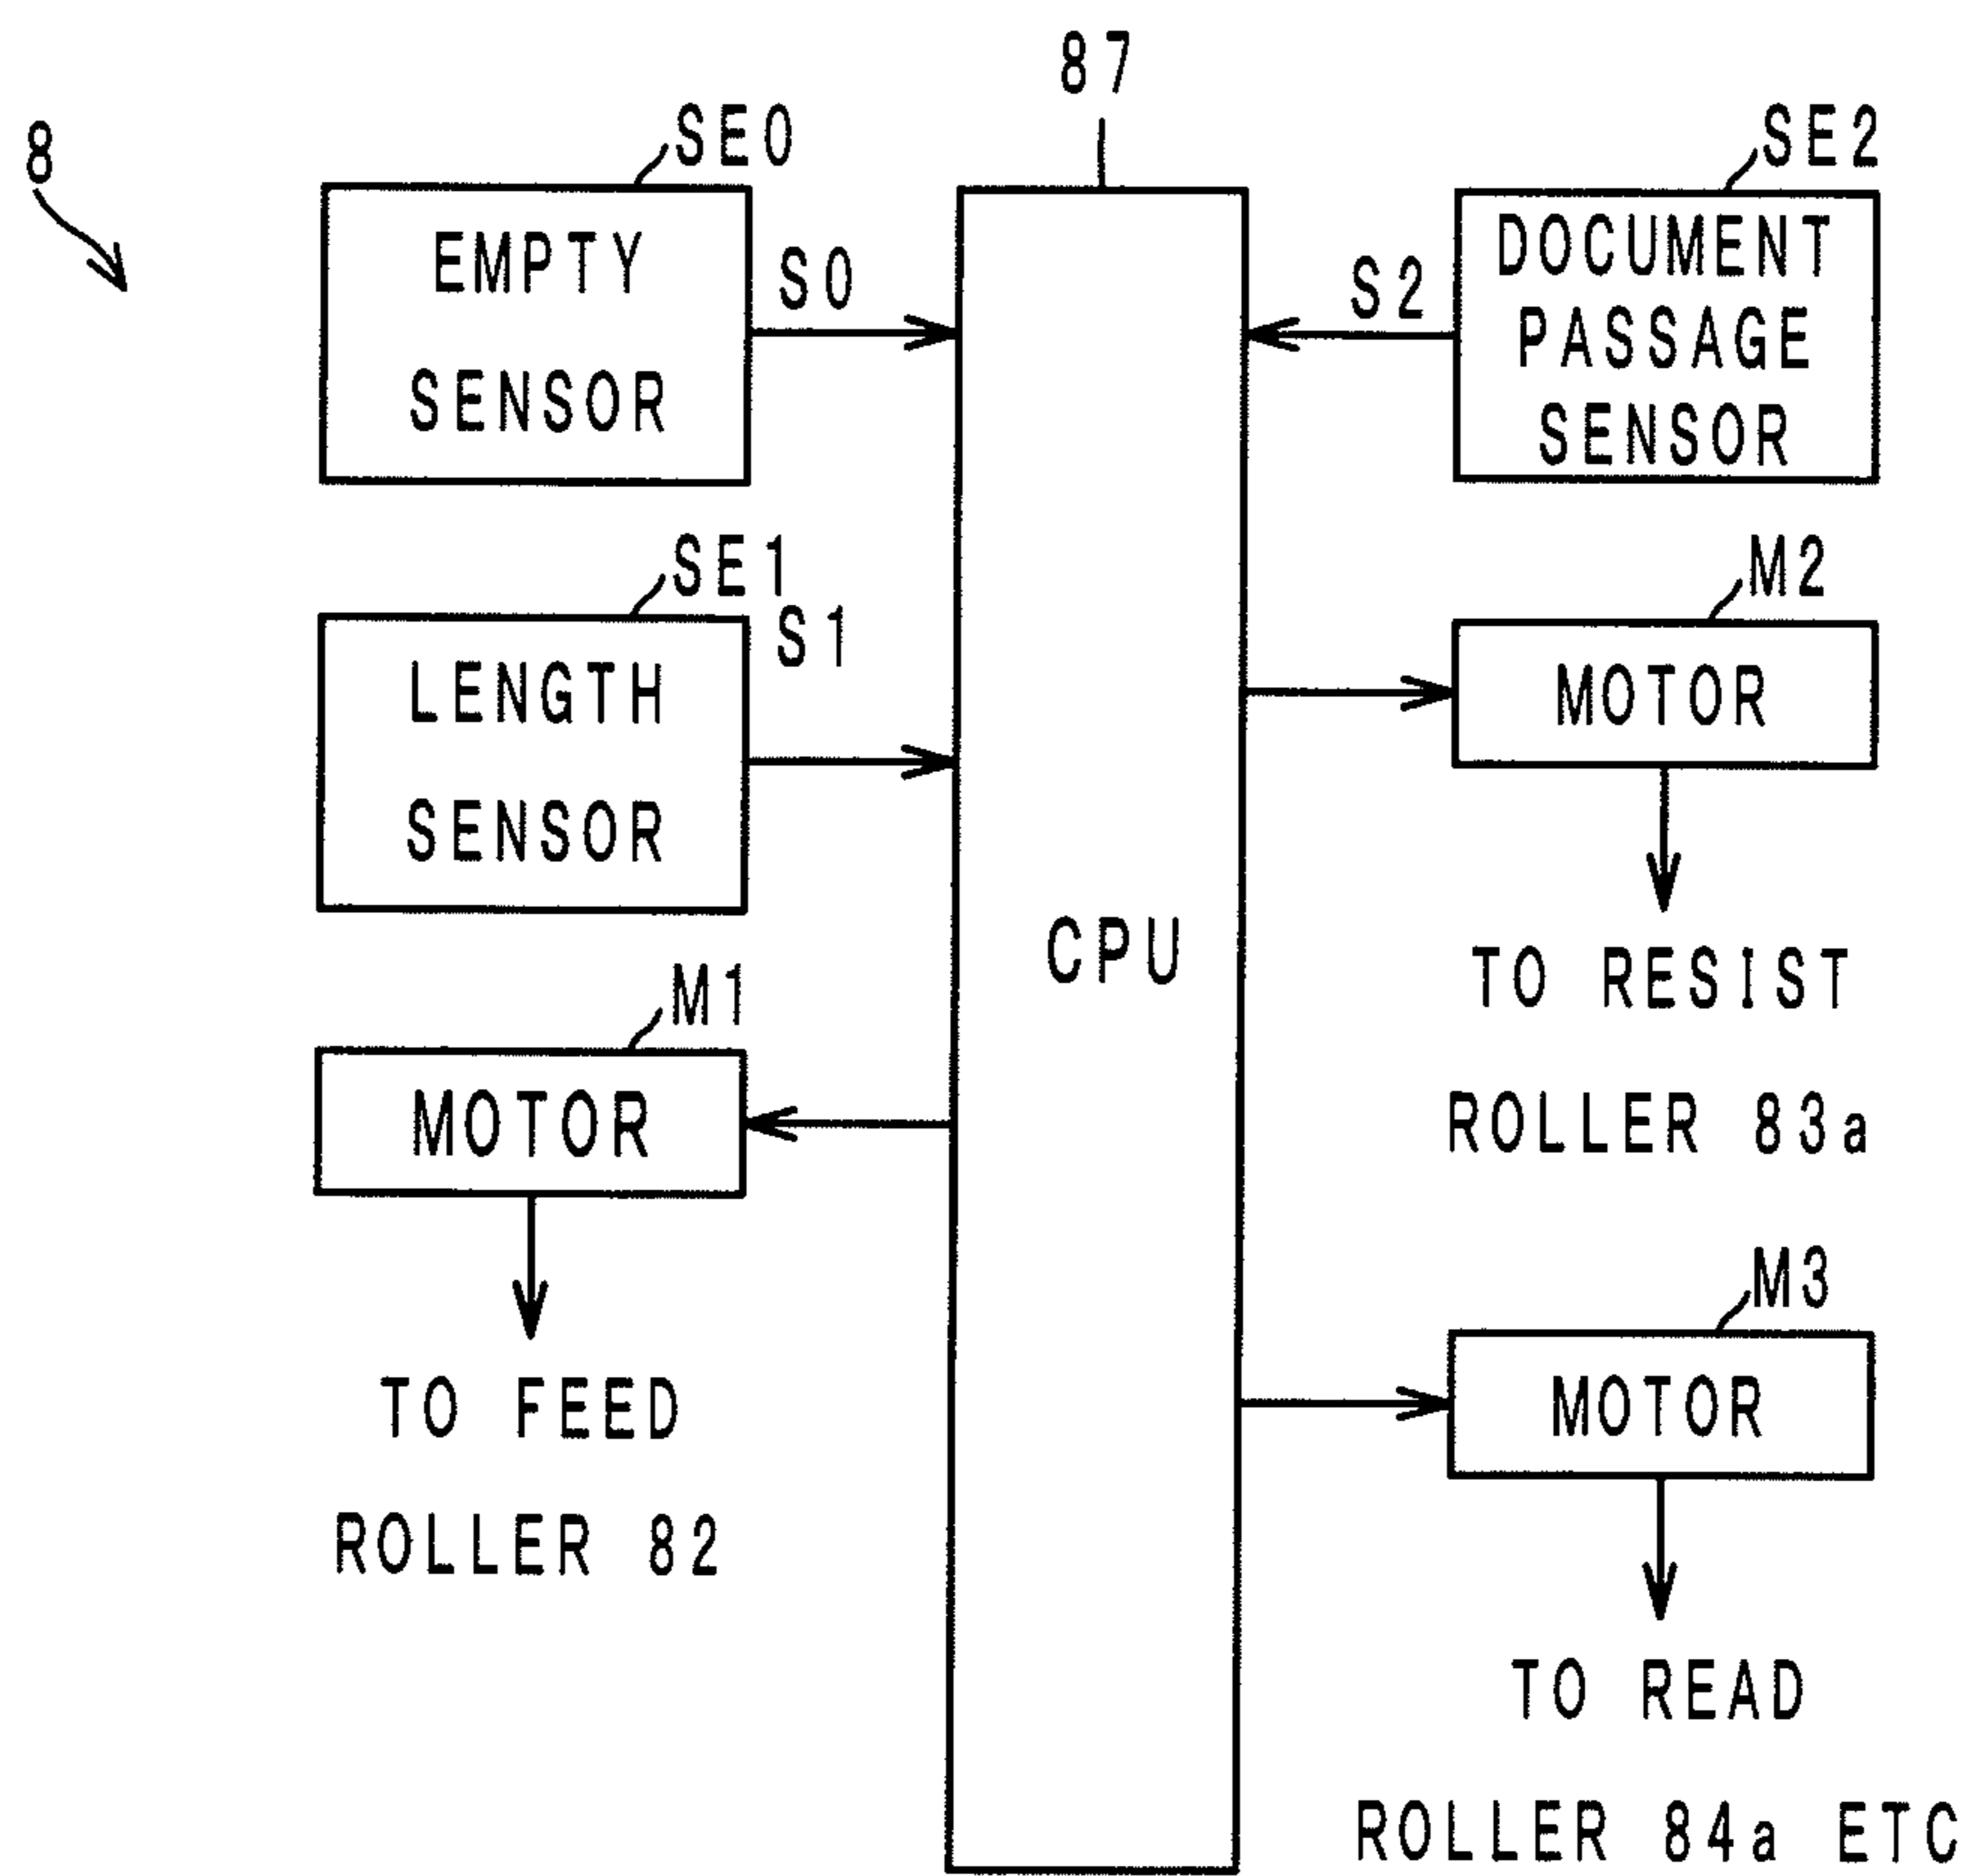 87
8
SE0
EMPTY
SENSOR
S0
SE2
DOCUMENT
PASSAGE
SENSOR
S2
SE1
S1
LENGTH
SENSOR
M2
MOTOR
CPU
TO RESIST
ROLLER 83a
M1
MOTOR
TO FEED
ROLLER 82
M3
MOTOR
TO READ
ROLLER 84a ETC